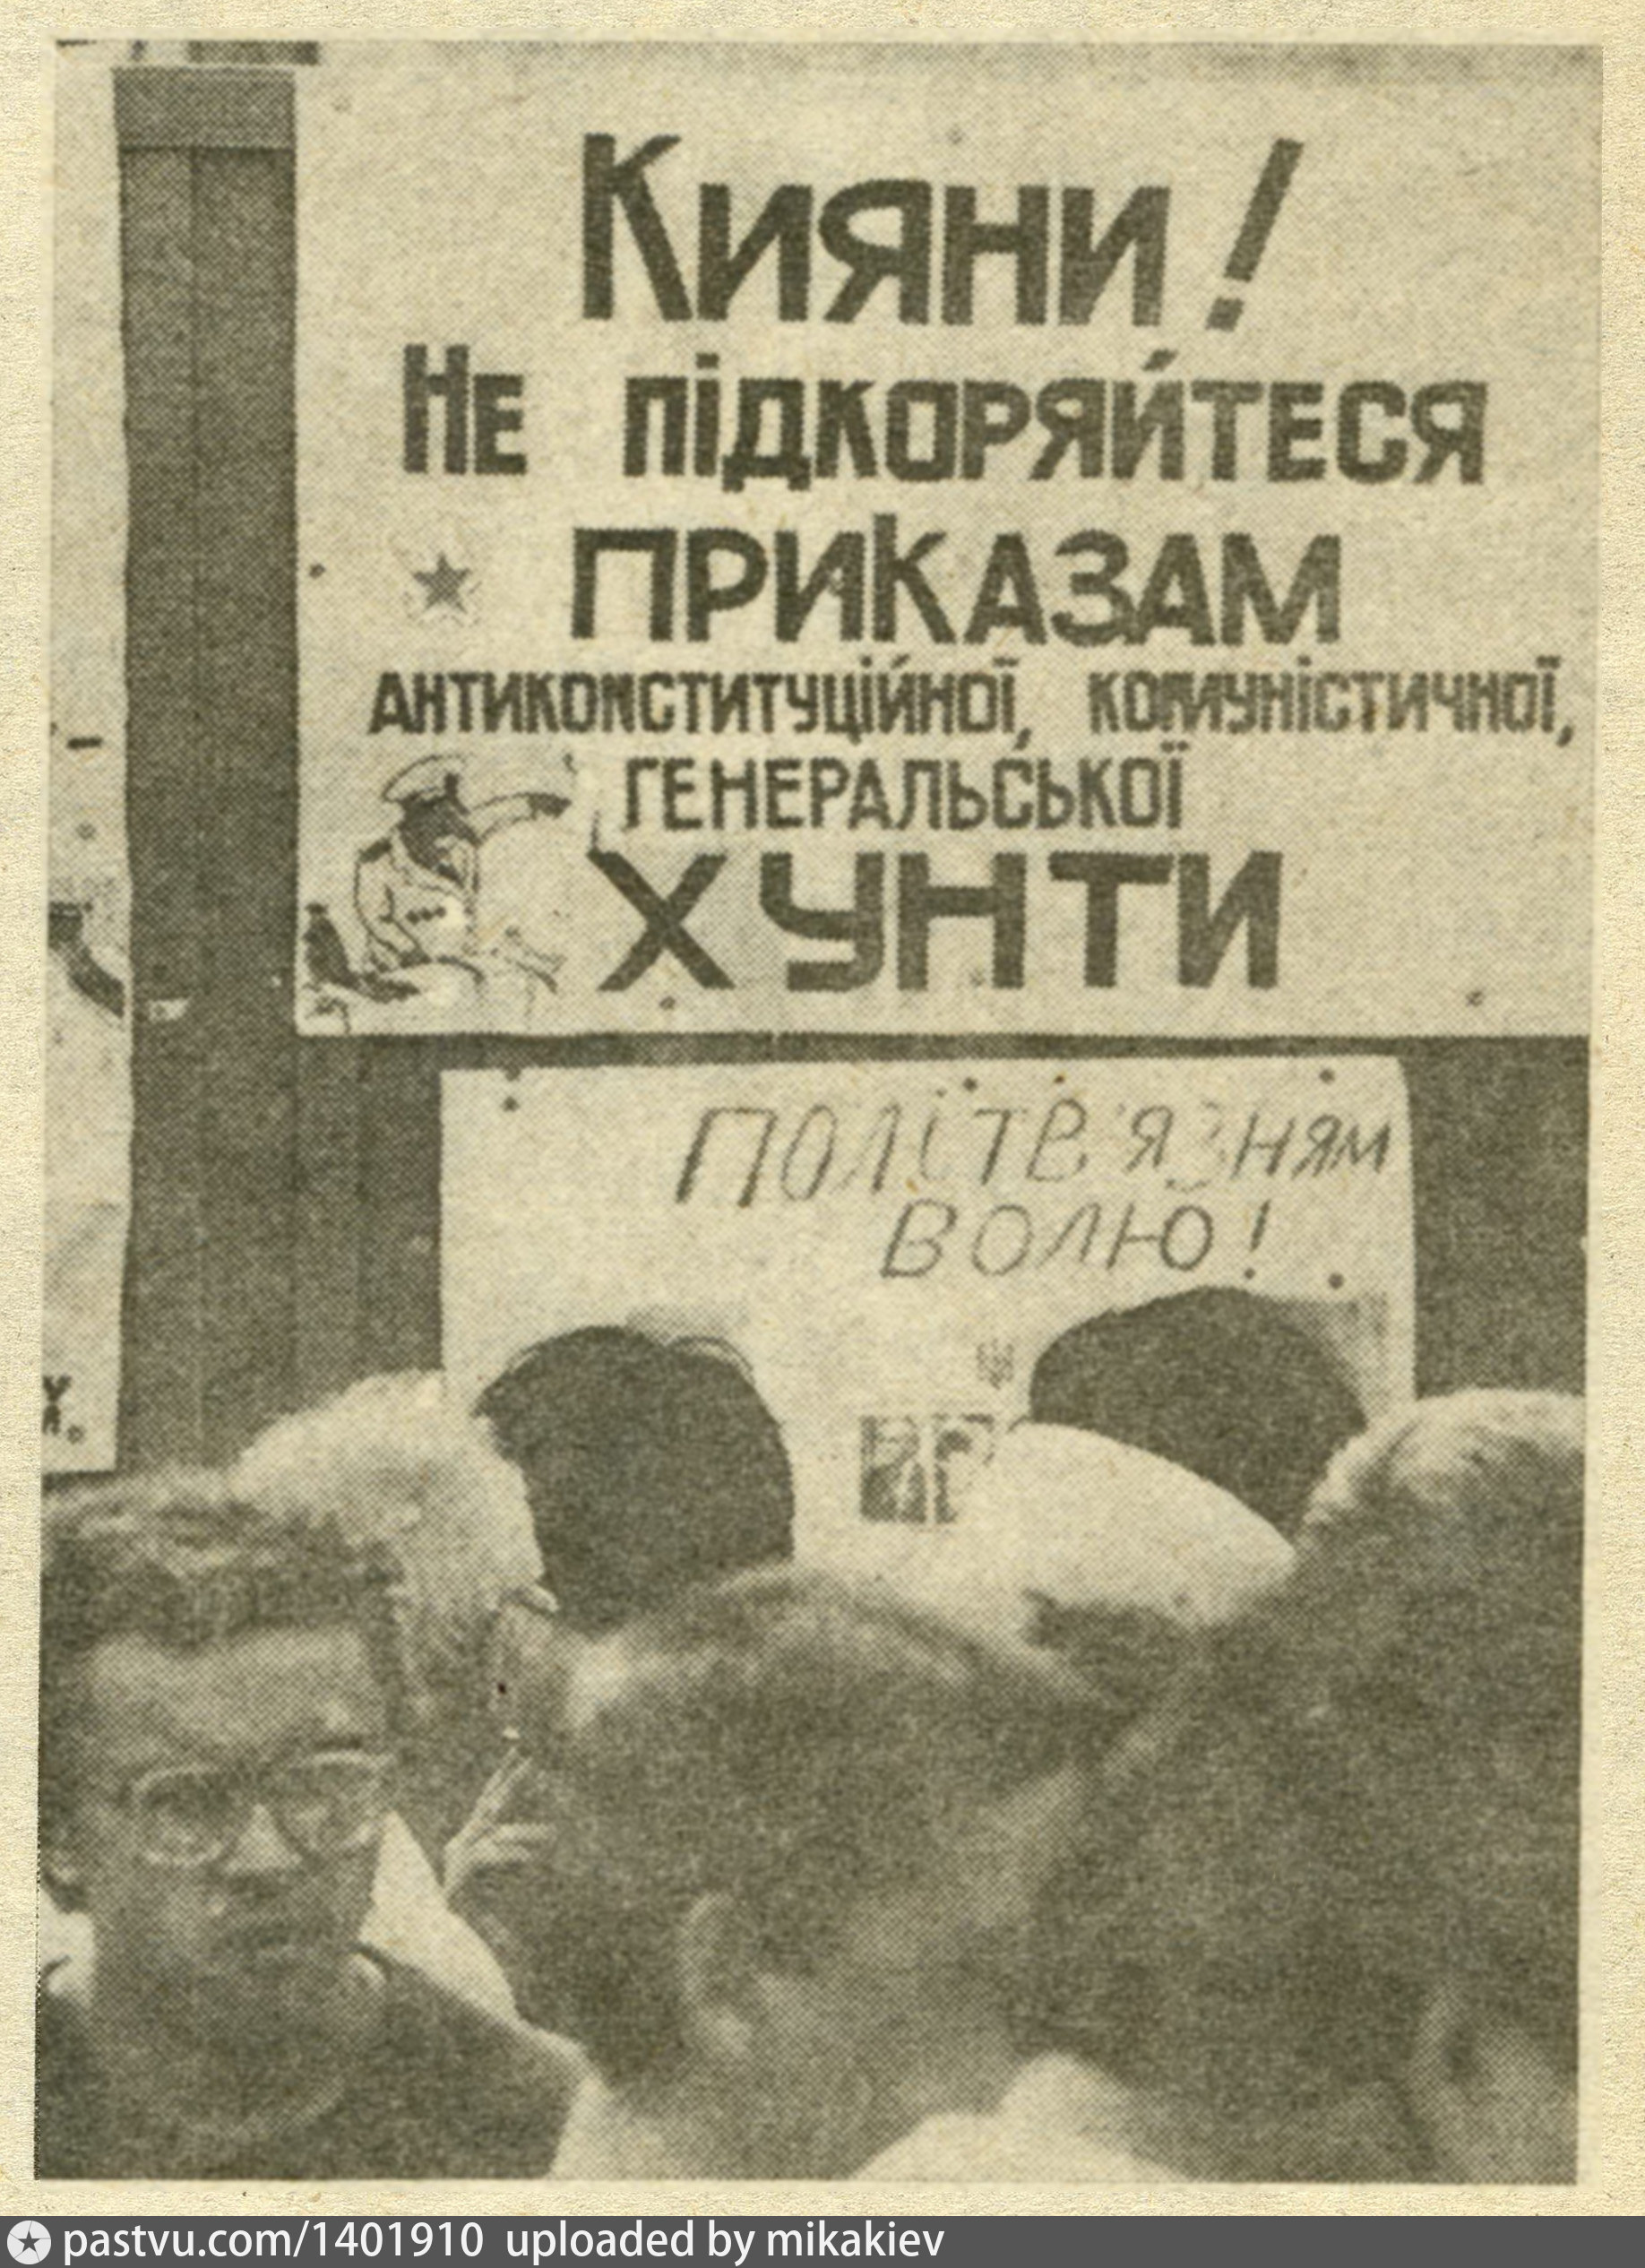 Кияни!
Не підкоряйтеся
приказам
антиконституційної, комуністичної,
генеральської
хунти
Політв'язням
волю!
pastvu.com/1401910 uploaded by mikakiev